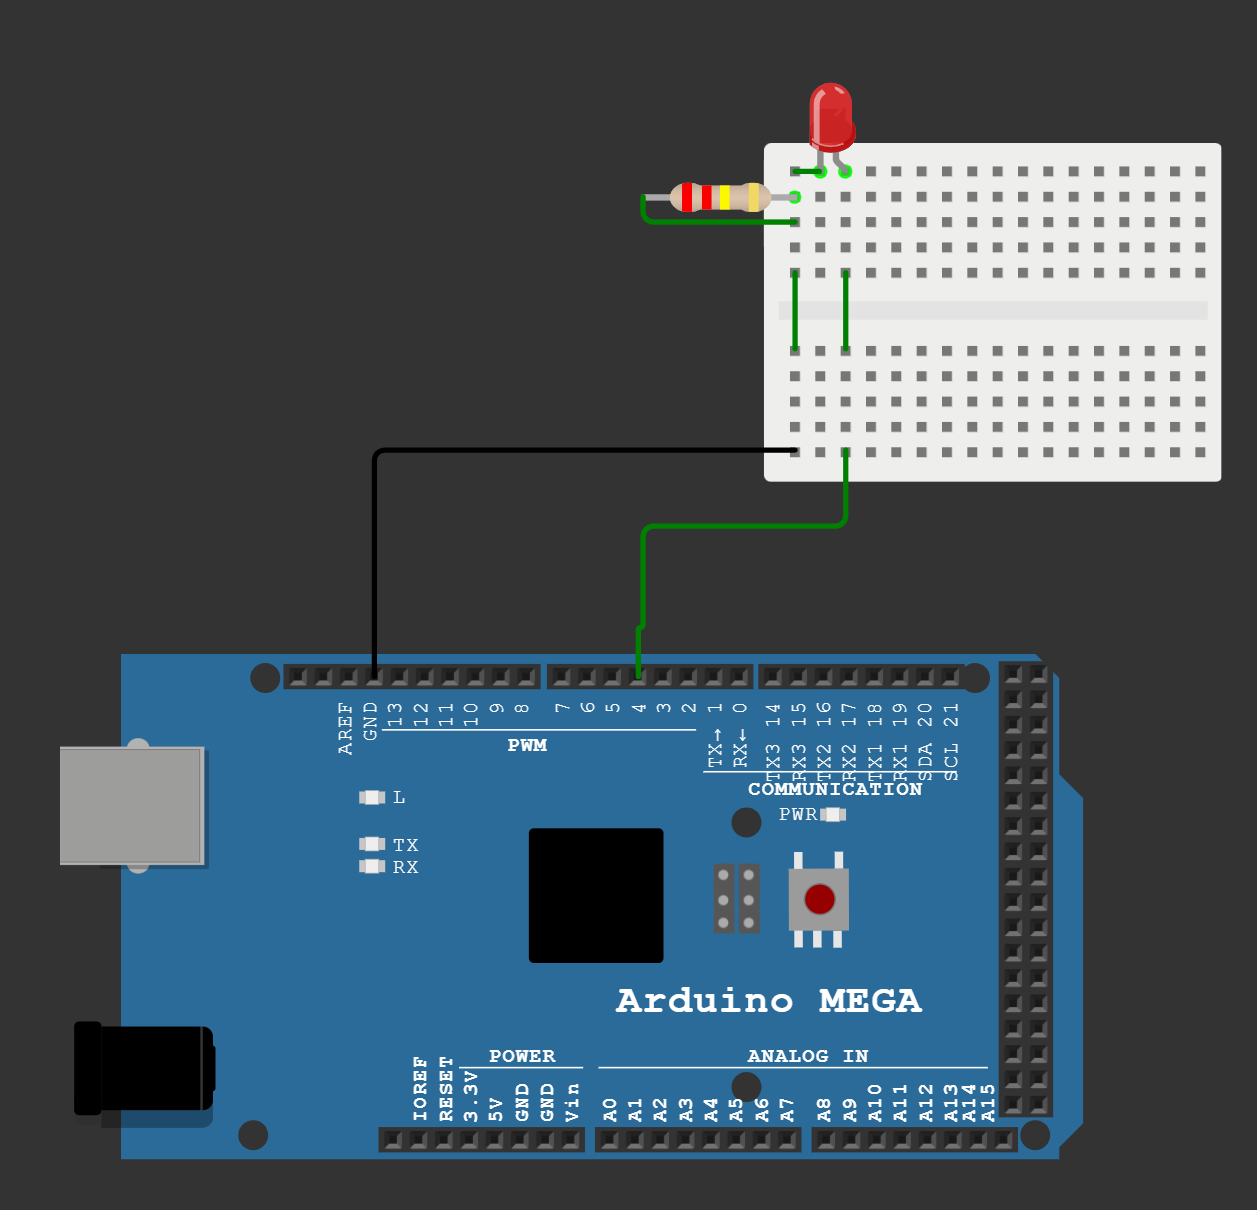 AREF
GND
13
12
11
10
9
8
7
6
5
4
3
2
TX→ 1
RX← 0
TX3 14
RX3 15
TX2 16
RX2 17
TX1 18
RX1 19
SDA 20
SCL 21
PWM
COMMUNICATION
L
PWR
TX
RX
Arduino MEGA
POWER
ANALOG IN
IOREF
RESET
3.3V
5V
GND
GND
Vin
A0
A1
A2
A3
A4
A5
A6
A7
A8
A9
A10
A11
A12
A13
A14
A15